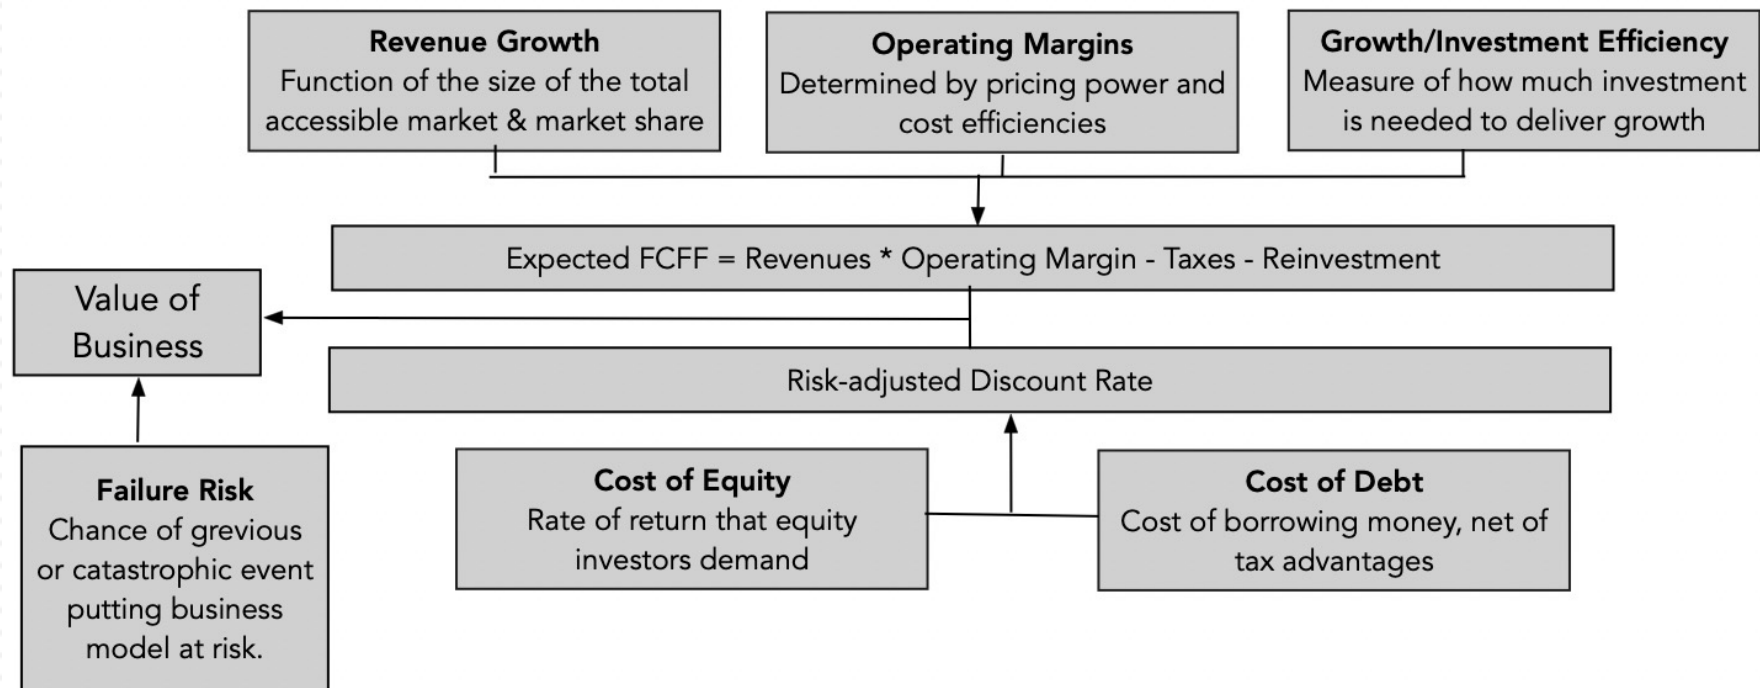 Revenue Growth
Function of the size of the total
accessible market & market share
Operating Margins
Determined by pricing power and
cost efficiencies
Growth/Investment Efficiency
Measure of how much investment
is needed to deliver growth
Expected FCFF = Revenues * Operating Margin - Taxes - Reinvestment
Value of
Business
Risk-adjusted Discount Rate
Failure Risk
Chance of grevious
or catastrophic event
putting business
model at risk.
Cost of Equity
Rate of return that equity
investors demand
Cost of Debt
Cost of borrowing money, net of
tax advantages